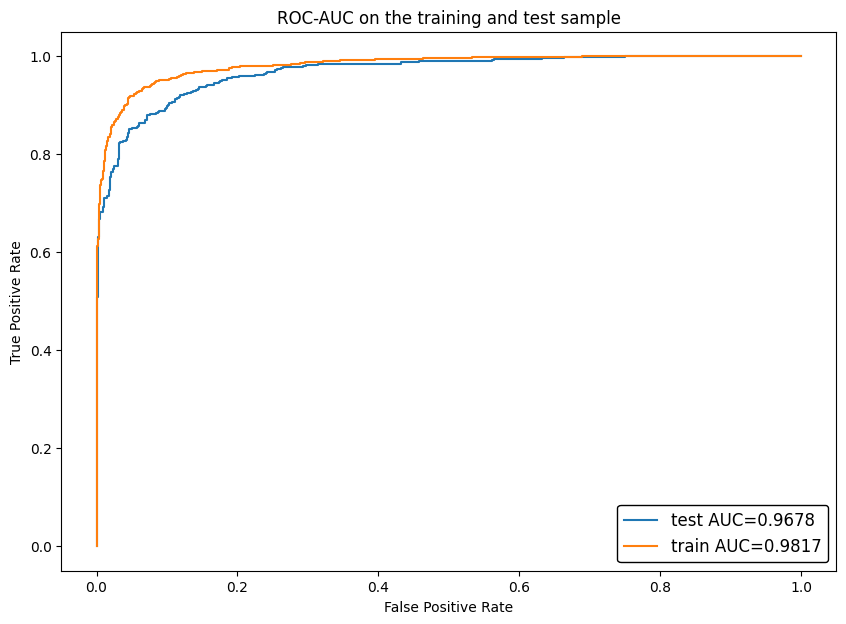 ROC-AUC on the training and test sample
True Positive Rate
1.0
0.8
0.6
0.4
0.2
0.0
test AUC=0.9678
train AUC=0.9817
0.0 0.2 0.4 0.6 0.8 1.0
False Positive Rate